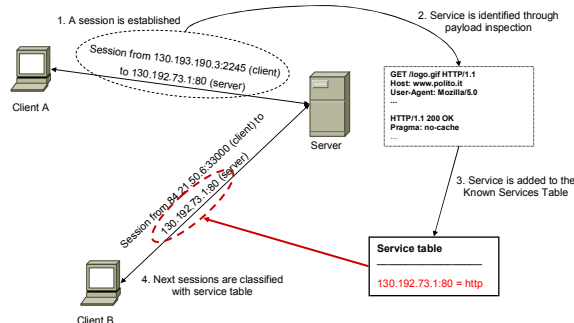 1. A session is established
Session from 130.193.190.3:2245 (client)
to 130.192.73.1:80 (server)
Client A
Server
2. Service is identified through
payload inspection
GET /logo.gif HTTP/1.1
Host: www.polito.it
User-Agent: Mozilla/5.0
...
HTTP/1.1 200 OK
Pragma: no-cache
...
3. Service is added to the
Known Services Table
Service table
130.192.73.1:80 = http
Session from 84.21.50.6:33000 (client) to
130.192.73.1:80 (server)
4. Next sessions are classified
with service table
Client B